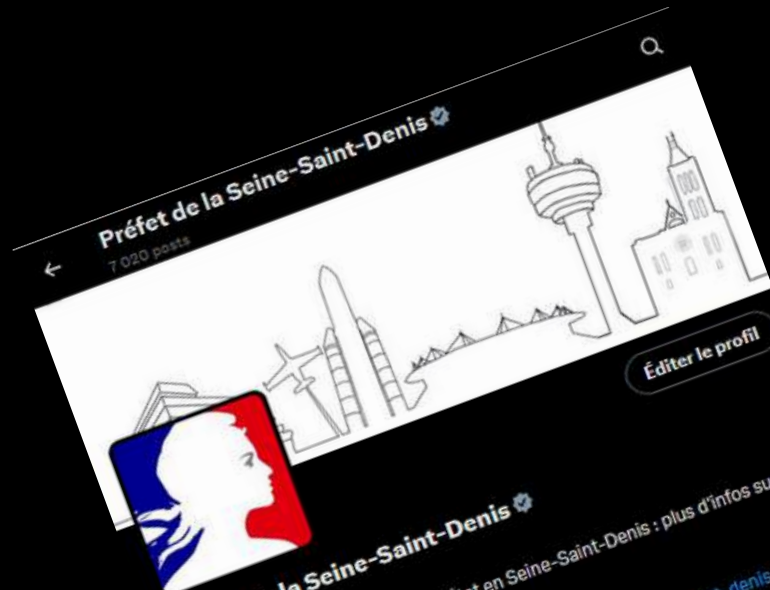 Préfet de la Seine-Saint-Denis
7 020 posts
Éditer le profil
la Seine-Saint-Denis
en Seine-Saint-Denis : plus d'infos su
denis